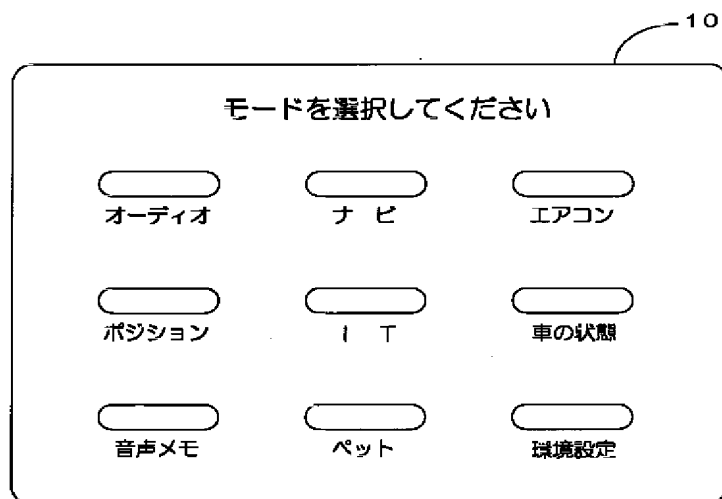 10
モードを選択してください
オーディオ ナ ビ エアコン
ポジション I T 車の状態
音声メモ ペット 環境設定